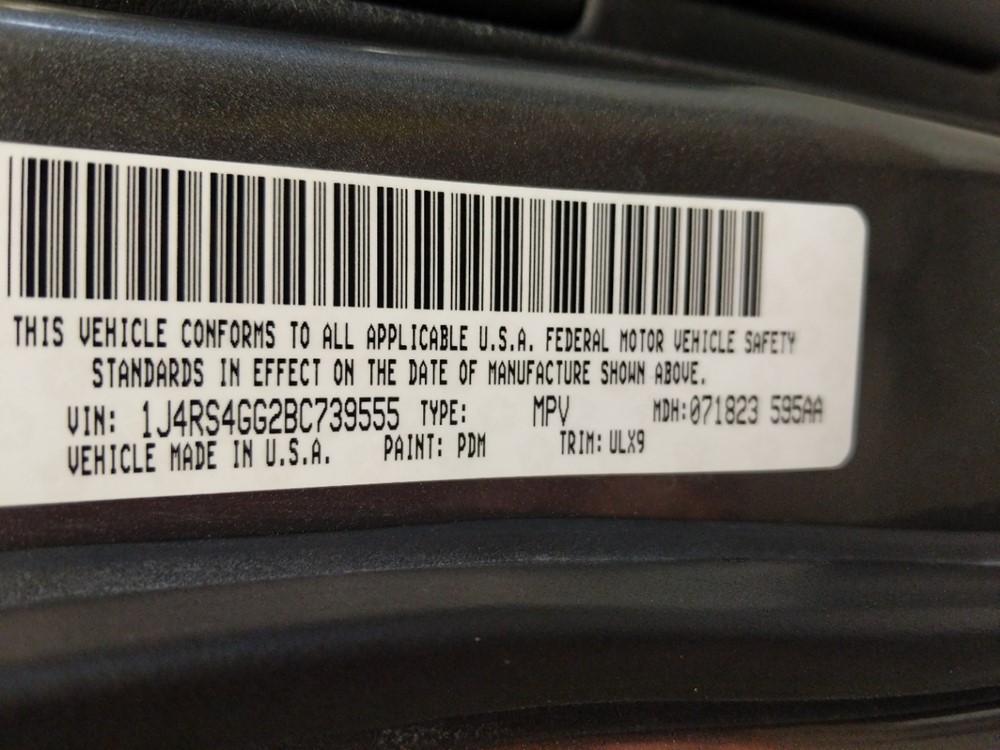 THIS VEHICLE CONFORMS TO ALL APPLICABLE U.S.A. FEDERAL MOTOR VEHICLE SAFETY
STANDARDS IN EFFECT ON THE DATE OF MANUFACTURE SHOWN ABOVE.
VIN: 1J4RS4GG2BC739555 TYPE: MPV MDH:071823 595AA
VEHICLE MADE IN U.S.A. PAINT: PDM TRIM: ULX9